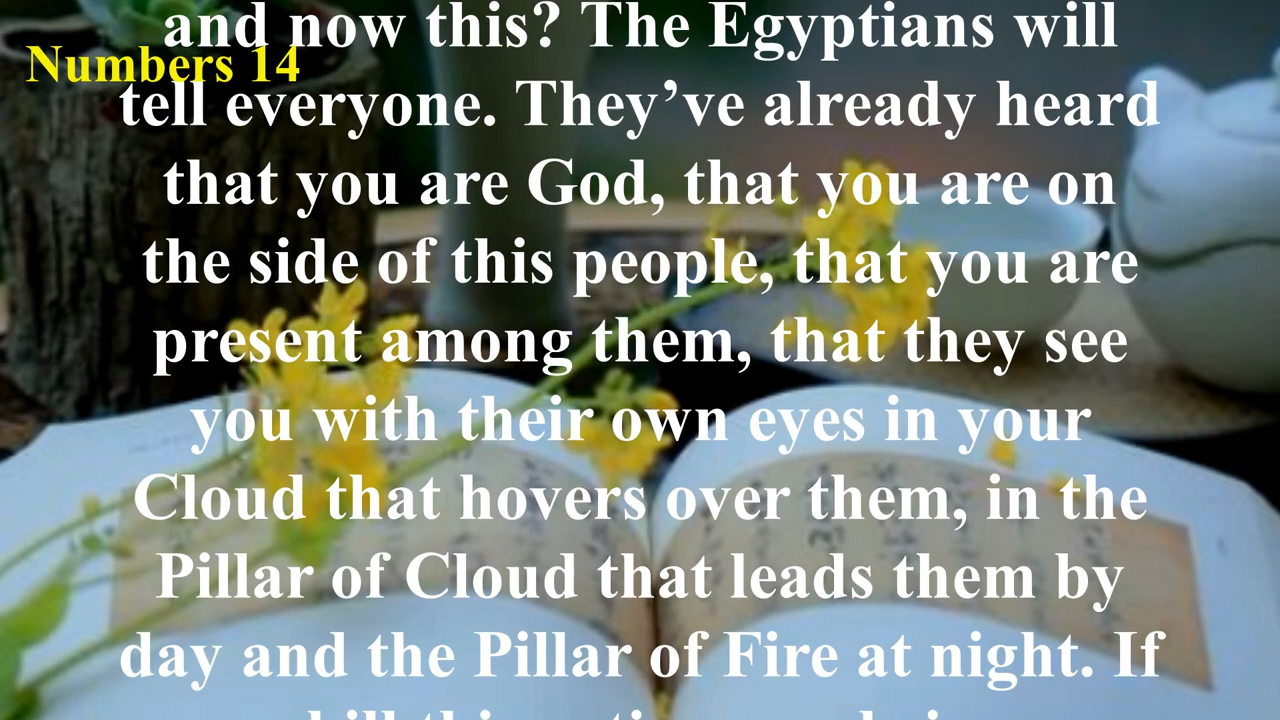 and now this? The Egyptians will
Numbers 14
tell everyone. They’ve already heard
that you are God, that you are on
the side of this people, that you are
present among them, that they see
you with their own eyes in your
Cloud that hovers over them, in the
Pillar of Cloud that leads them by
day and the Pillar of Fire at night. If